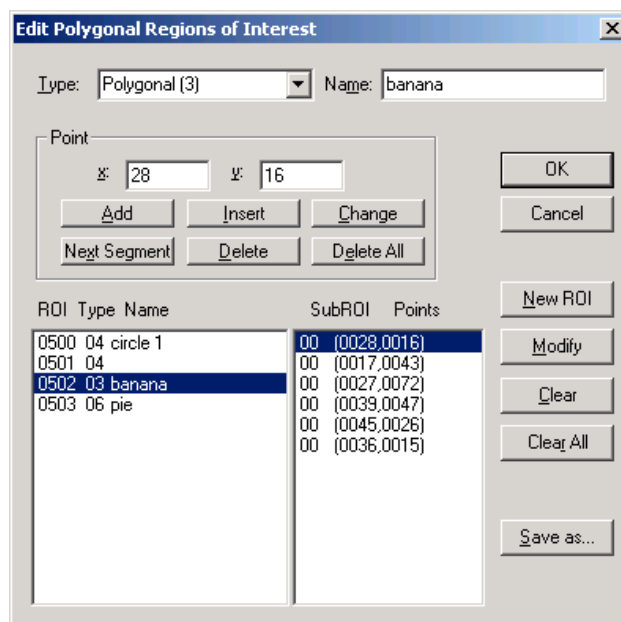 Edit Polygonal Regions of Interest
Type: Polygonal (3) Name: banana
Point
x: 28 y: 16
Add Insert Change
Next Segment Delete Delete All
OK
Cancel
ROI Type Name
0500 04 circle 1
0501 04
0502 03 banana
0503 06 pie
SubROI Points
00 (0028,0016)
00 (0017,0043)
00 (0027,0072)
00 (0039,0047)
00 (0045,0026)
00 (0036,0015)
New ROI
Modify
Clear
Clear All
Save as...